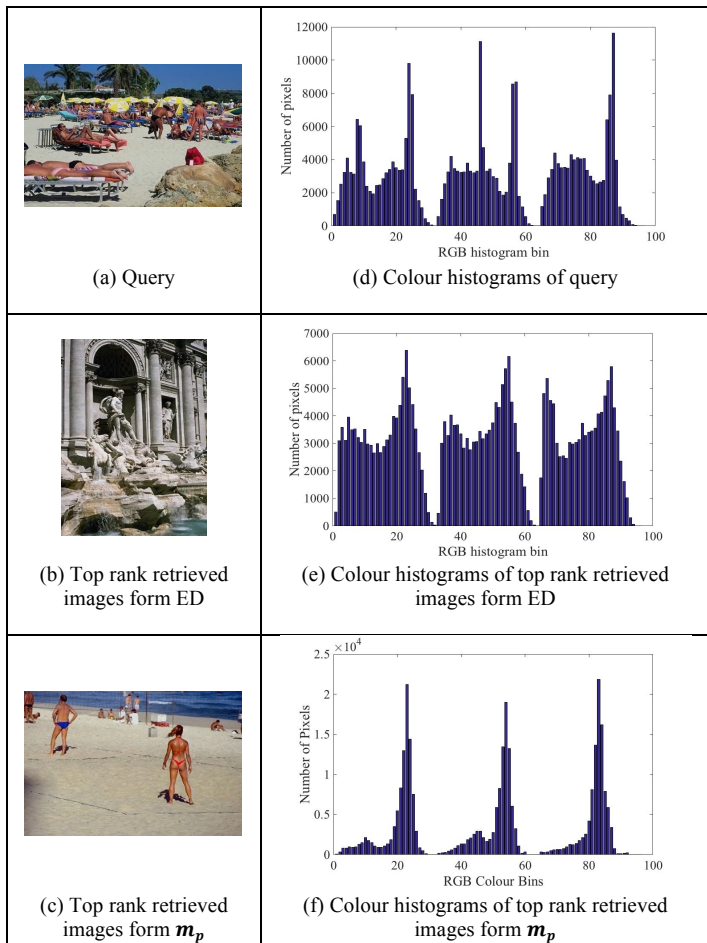 12000
10000
8000
6000
4000
2000
0
Number of pixels
0 20 40 60 80 100
RGB histogram bin
(a) Query
(d) Colour histograms of query
7000
6000
5000
4000
3000
2000
1000
0
Number of pixels
0 20 40 60 80 100
RGB histogram bin
(b) Top rank retrieved
images form ED
(e) Colour histograms of top rank retrieved
images form ED
×10⁴
2.5
2
1.5
1
0.5
0
Number of Pixels
0 20 40 60 80 100
RGB Colour Bins
(c) Top rank retrieved
images form m_p
(f) Colour histograms of top rank retrieved
images form m_p